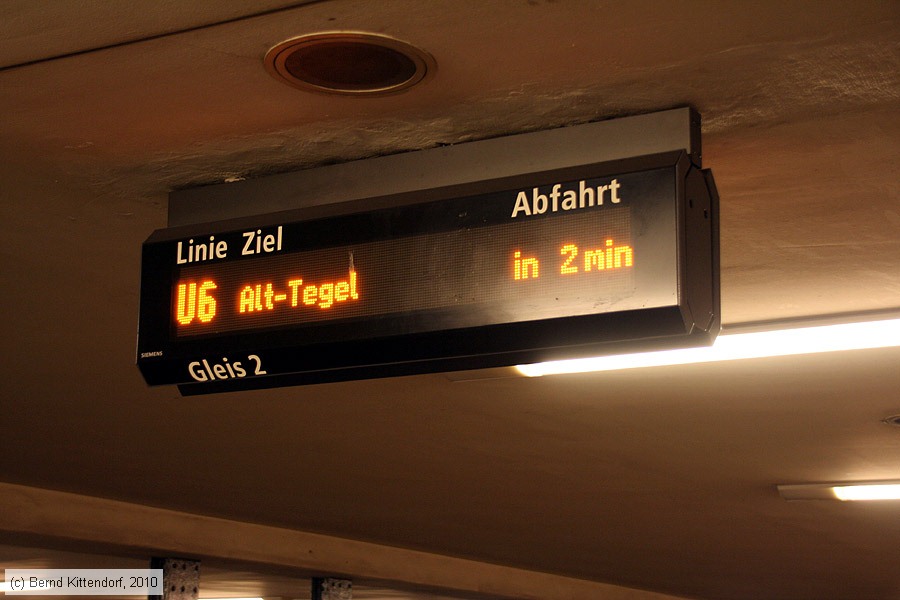 Linie Ziel Abfahrt
U6 Alt-Tegel in 2 min
SIEMENS
Gleis 2
(c) Bernd Kittendorf, 2010